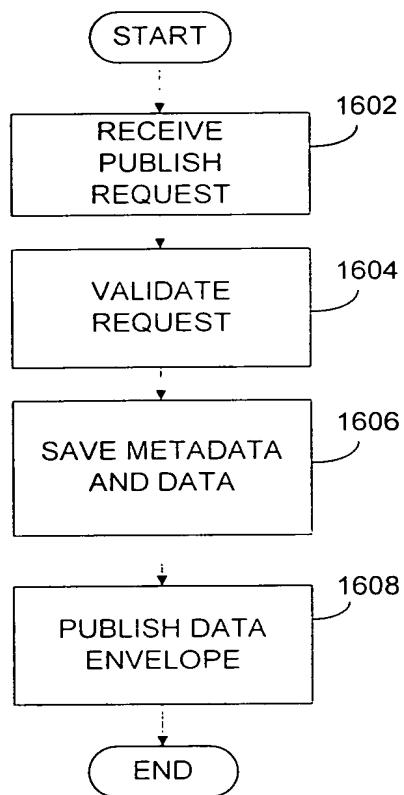 START
1602
RECEIVE
PUBLISH
REQUEST
1604
VALIDATE
REQUEST
1606
SAVE METADATA
AND DATA
1608
PUBLISH DATA
ENVELOPE
END